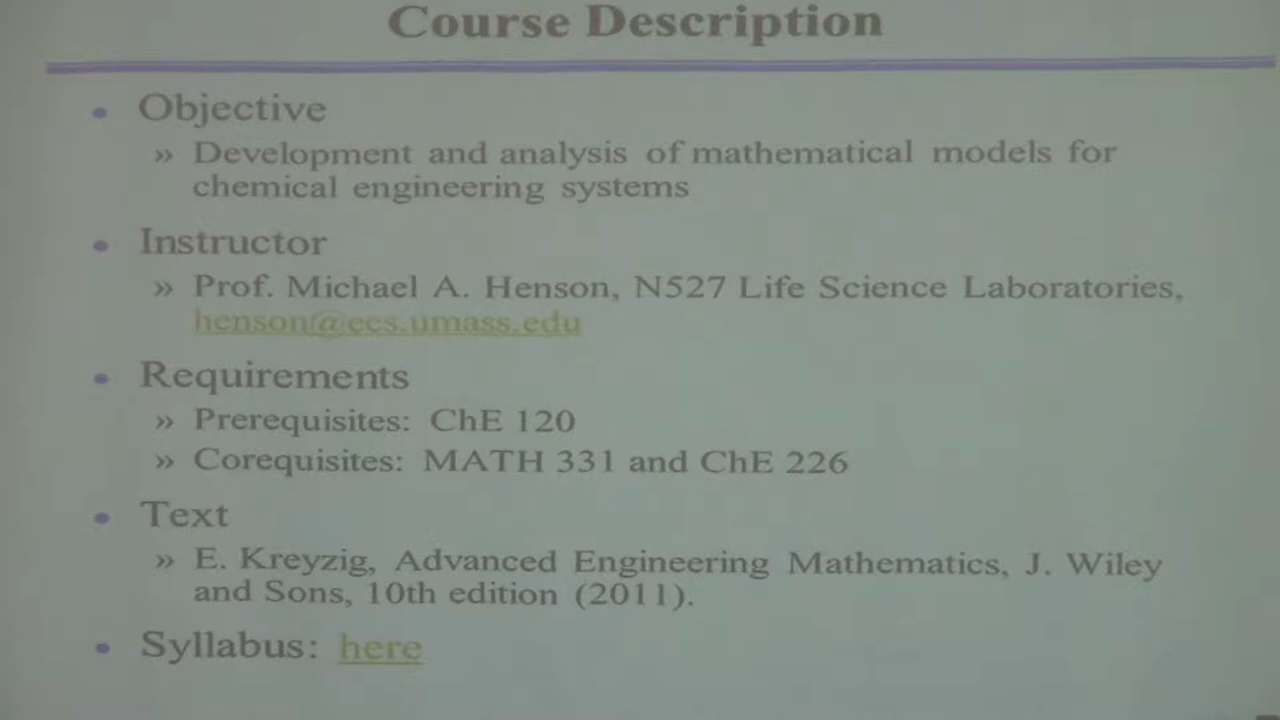 Course Description
• Objective
» Development and analysis of mathematical models for
chemical engineering systems
• Instructor
» Prof. Michael A. Henson, N527 Life Science Laboratories,
henson@ecs.umass.edu
• Requirements
» Prerequisites: ChE 120
» Corequisites: MATH 331 and ChE 226
• Text
» E. Kreyzig, Advanced Engineering Mathematics, J. Wiley
and Sons, 10th edition (2011).
• Syllabus: here